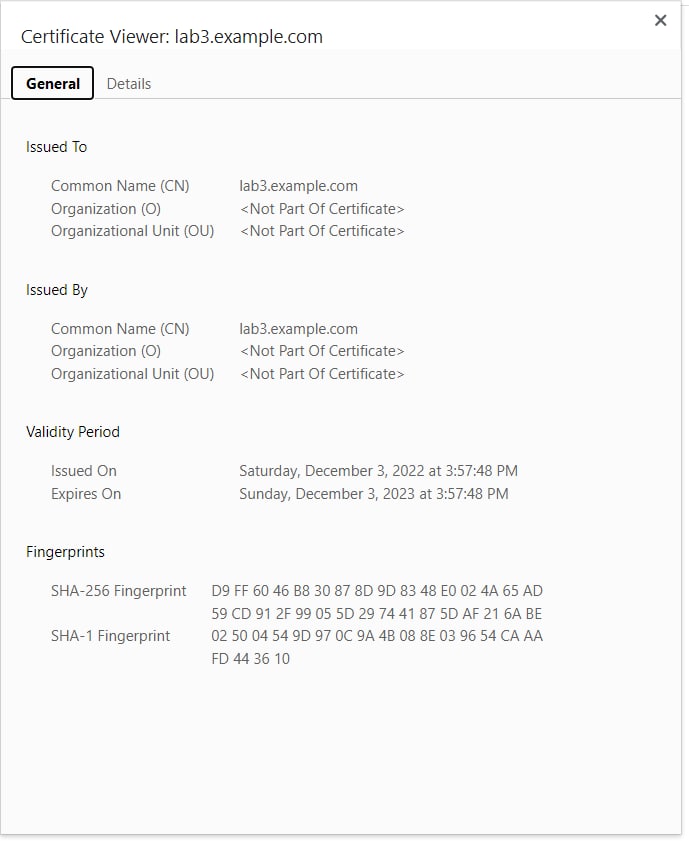 Certificate Viewer: lab3.example.com
General Details
Issued To
Common Name (CN) lab3.example.com
Organization (O) <Not Part Of Certificate>
Organizational Unit (OU) <Not Part Of Certificate>
Issued By
Common Name (CN) lab3.example.com
Organization (O) <Not Part Of Certificate>
Organizational Unit (OU) <Not Part Of Certificate>
Validity Period
Issued On Saturday, December 3, 2022 at 3:57:48 PM
Expires On Sunday, December 3, 2023 at 3:57:48 PM
Fingerprints
SHA-256 Fingerprint D9 FF 60 46 B8 30 87 8D 9D 83 48 E0 02 4A 65 AD
59 CD 91 2F 99 05 5D 29 74 41 87 5D AF 21 6A BE
SHA-1 Fingerprint 02 50 04 54 9D 97 0C 9A 4B 08 8E 03 96 54 CA AA
FD 44 36 10